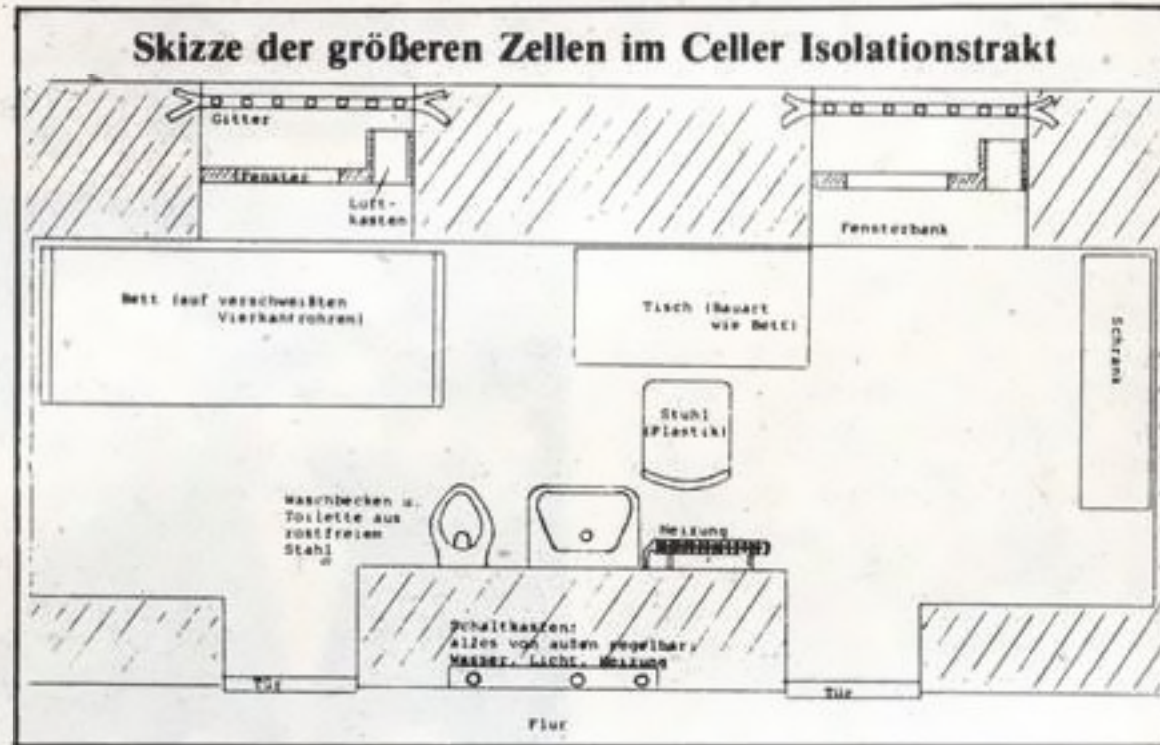 Skizze der größeren Zellen im Celler Isolationstrakt
Gitter
Fenster
Luft-
kasten
Fensterbank
Bett (auf verschweißten
Vierkantrohren)
Tisch (Bauart
wie Bett)
Schrank
Stuhl
(Plastik)
Waschbecken u.
Toilette aus
rostfreiem
Stahl
Heizung
Schaltkasten:
alles von außen regelbar:
Wasser, Licht, Heizung
Tür
Tür
Flur